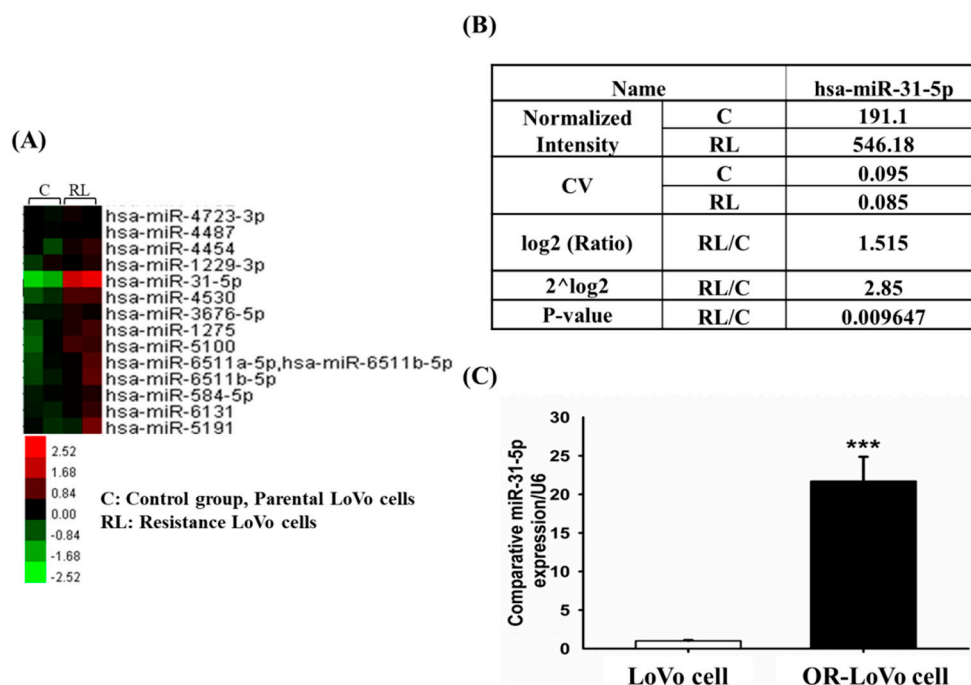 (A)
C RL
hsa-miR-4723-3p
hsa-miR-4487
hsa-miR-4454
hsa-miR-1229-3p
hsa-miR-31-5p
hsa-miR-4530
hsa-miR-3676-5p
hsa-miR-1275
hsa-miR-5100
hsa-miR-6511a-5p,hsa-miR-6511b-5p
hsa-miR-6511b-5p
hsa-miR-584-5p
hsa-miR-6131
hsa-miR-5191
2.52
1.68
0.84
0.00
-0.84
-1.68
-2.52
C: Control group, Parental LoVo cells
RL: Resistance LoVo cells
(B)
Name hsa-miR-31-5p
Normalized Intensity C 191.1
RL 546.18
CV C 0.095
RL 0.085
log2 (Ratio) RL/C 1.515
2^log2 RL/C 2.85
P-value RL/C 0.009647
(C)
Comparative miR-31-5p
expression/U6
30
25
20
15
10
5
0
***
LoVo cell OR-LoVo cell